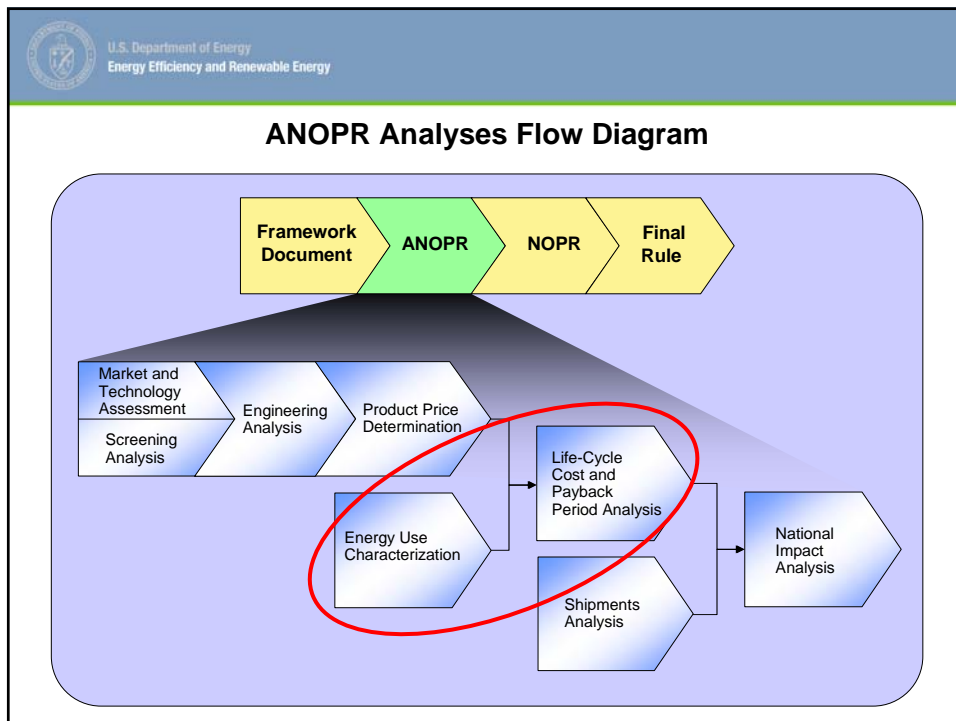 U.S. Department of Energy
Energy Efficiency and Renewable Energy
ANOPR Analyses Flow Diagram
Framework
Document
ANOPR
NOPR
Final
Rule
Market and
Technology
Assessment
Screening
Analysis
Engineering
Analysis
Product Price
Determination
Energy Use
Characterization
Life-Cycle
Cost and
Payback
Period Analysis
Shipments
Analysis
National
Impact
Analysis